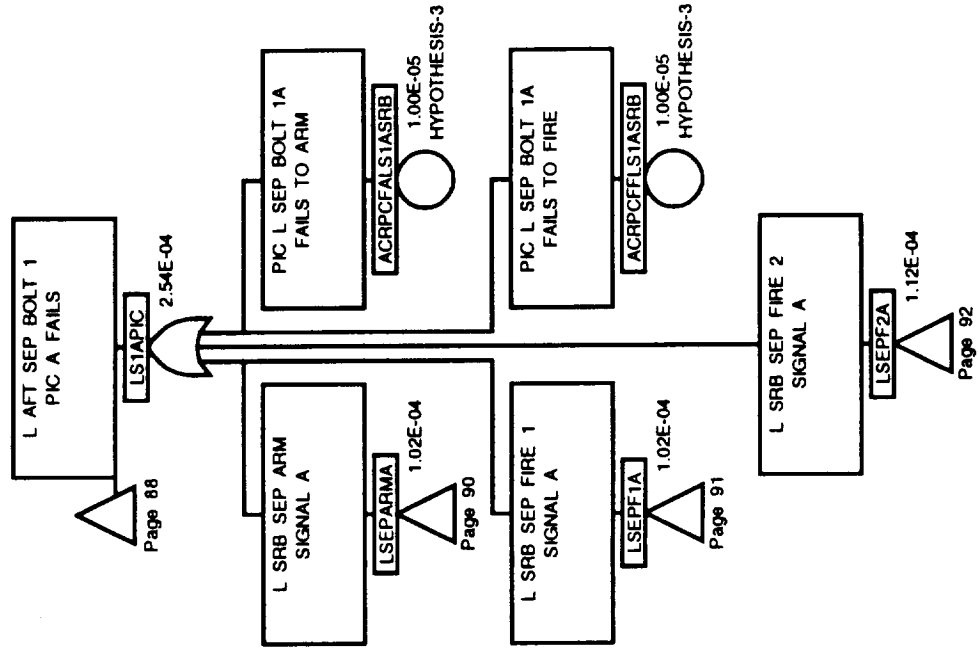 L AFT SEP BOLT 1
PIC A FAILS
LS1APIC
2.54E-04
Page 88
L SRB SEP ARM
SIGNAL A
LSEPARMA
1.02E-04
Page 90
PIC L SEP BOLT 1A
FAILS TO ARM
ACRPCFALS1ASRB
1.00E-05
HYPOTHESIS-3
L SRB SEP FIRE 1
SIGNAL A
LSEPF1A
1.02E-04
Page 91
PIC L SEP BOLT 1A
FAILS TO FIRE
ACRPCFFLS1ASRB
1.00E-05
HYPOTHESIS-3
L SRB SEP FIRE 2
SIGNAL A
LSEPF2A
1.12E-04
Page 92